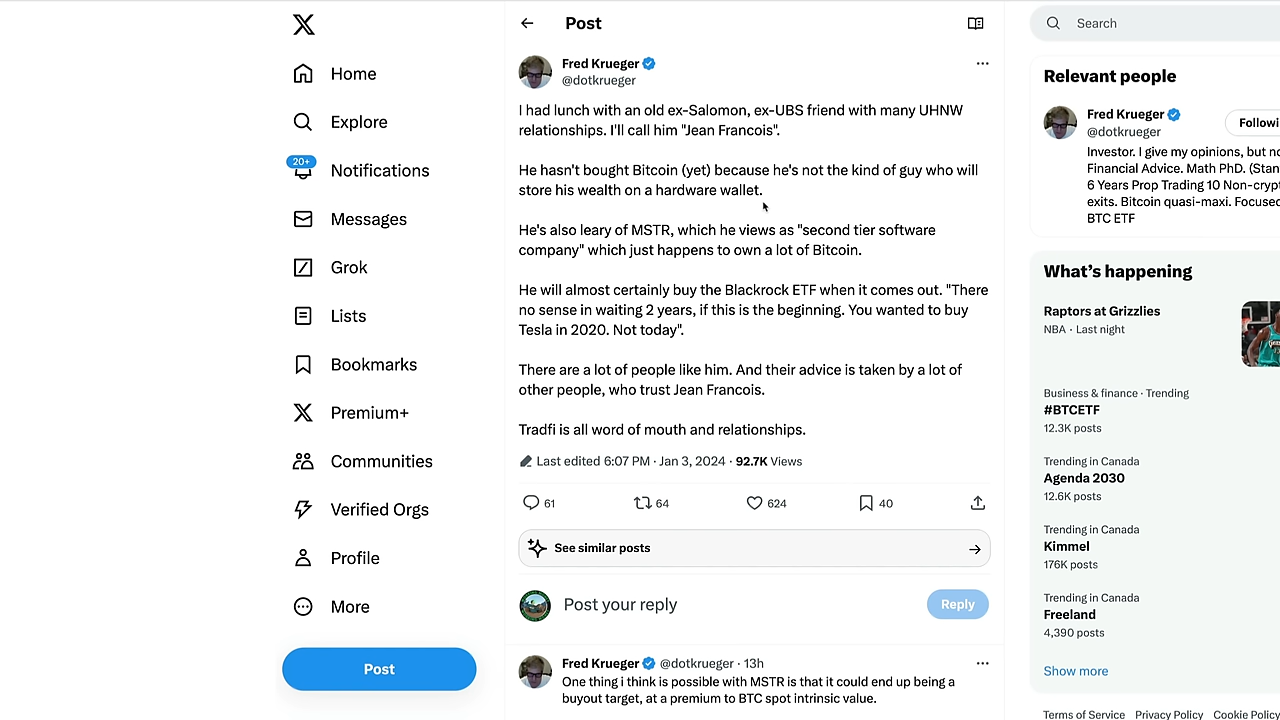 Home
Explore
20+
Notifications
Messages
Grok
Lists
Bookmarks
Premium+
Communities
Verified Orgs
Profile
More
Post
Post
Fred Krueger
@dotkrueger
I had lunch with an old ex-Salomon, ex-UBS friend with many UHNW
relationships. I'll call him "Jean Francois".
He hasn't bought Bitcoin (yet) because he's not the kind of guy who will
store his wealth on a hardware wallet.
He's also leary of MSTR, which he views as "second tier software
company" which just happens to own a lot of Bitcoin.
He will almost certainly buy the Blackrock ETF when it comes out. "There
no sense in waiting 2 years, if this is the beginning. You wanted to buy
Tesla in 2020. Not today".
There are a lot of people like him. And their advice is taken by a lot of
other people, who trust Jean Francois.
Tradfi is all word of mouth and relationships.
Last edited 6:07 PM · Jan 3, 2024 · 92.7K Views
61 64 624 40
See similar posts
Post your reply
Reply
Fred Krueger @dotkrueger · 13h
One thing i think is possible with MSTR is that it could end up being a
buyout target, at a premium to BTC spot intrinsic value.
Search
Relevant people
Fred Krueger
@dotkrueger
Followi
Investor. I give my opinions, but no
Financial Advice. Math PhD. (Stan
6 Years Prop Trading 10 Non-crypt
exits. Bitcoin quasi-maxi. Focused
BTC ETF
What's happening
Raptors at Grizzlies
NBA · Last night
Business & finance · Trending
#BTCETF
12.3K posts
Trending in Canada
Agenda 2030
12.6K posts
Trending in Canada
Kimmel
176K posts
Trending in Canada
Freeland
4,390 posts
Show more
Terms of Service Privacy Policy Cookie Policy